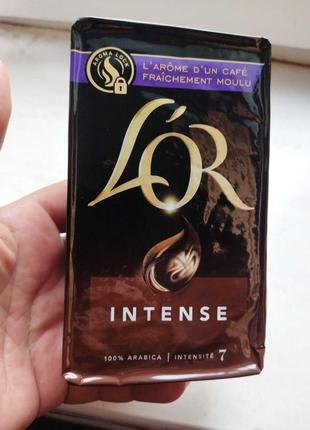 AROMA LOCK
L'ARÔME D'UN CAFÉ
FRAÎCHEMENT MOULU
L'OR
INTENSE
100% ARABICA | INTENSITÉ 7